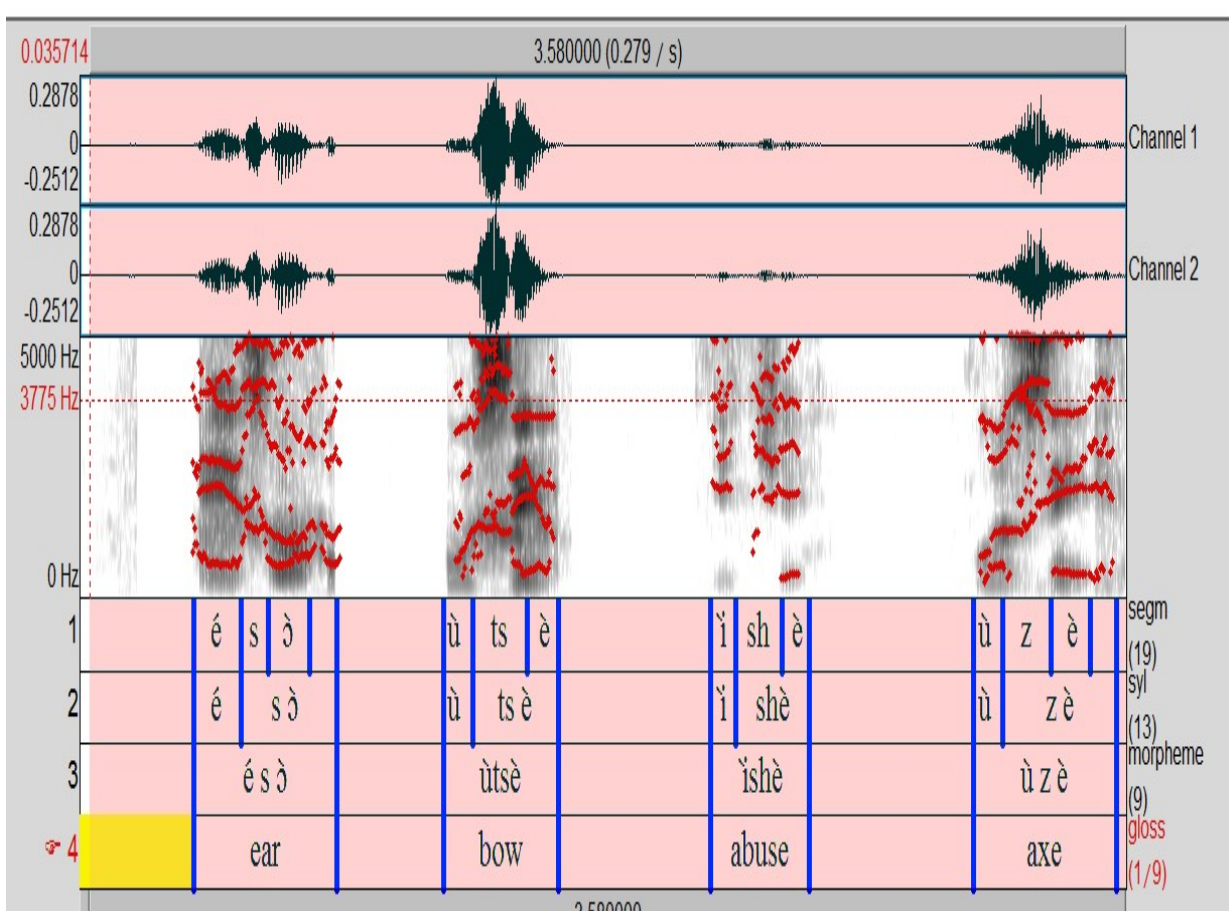 0.035714 3.580000 (0.279 / s)
0.2878
0
-0.2512
Channel 1
0.2878
0
-0.2512
Channel 2
5000 Hz
3775 Hz
0 Hz
1 é s ɔ̀ ù ts è ǐ sh è ù z è segm (19)
2 é s ɔ̀ ù ts è ǐ shè ù z è syl (13)
3 é s ɔ̀ ùtsè ǐshè ù z è morpheme (9)
☞ 4 ear bow abuse axe gloss (1/9)
3.580000